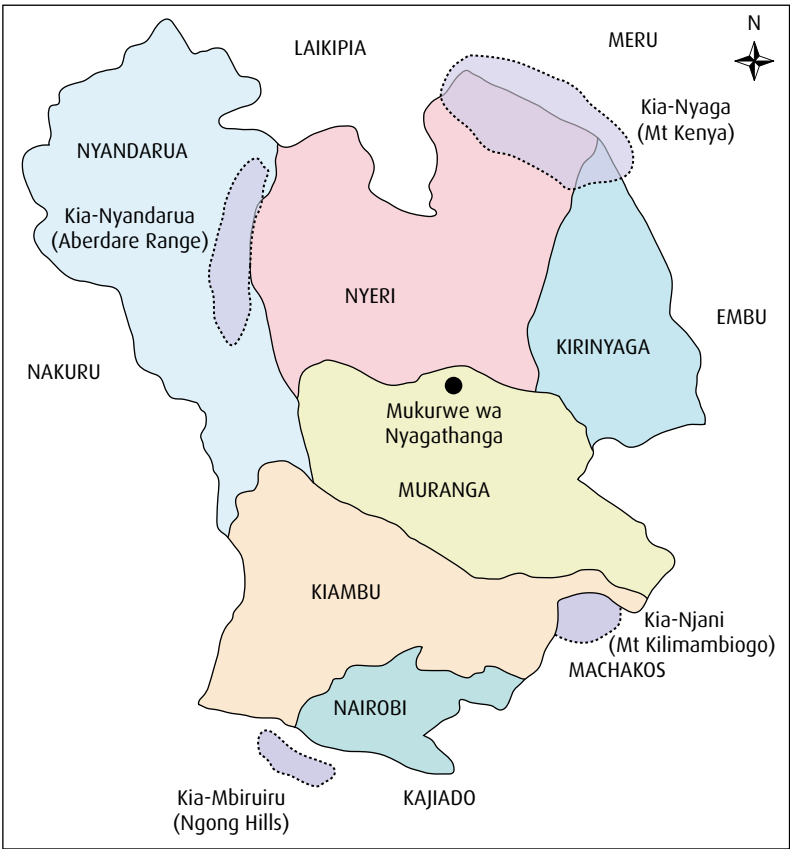 N
LAIKIPIA
MERU
Kia-Nyaga
(Mt Kenya)
NYANDARUA
Kia-Nyandarua
(Aberdare Range)
NYERI
EMBU
KIRINYAGA
NAKURU
Mukurwe wa
Nyagathanga
MURANGA
KIAMBU
Kia-Njani
(Mt Kilimambiogo)
MACHAKOS
NAIROBI
Kia-Mbiruiru
(Ngong Hills)
KAJIADO